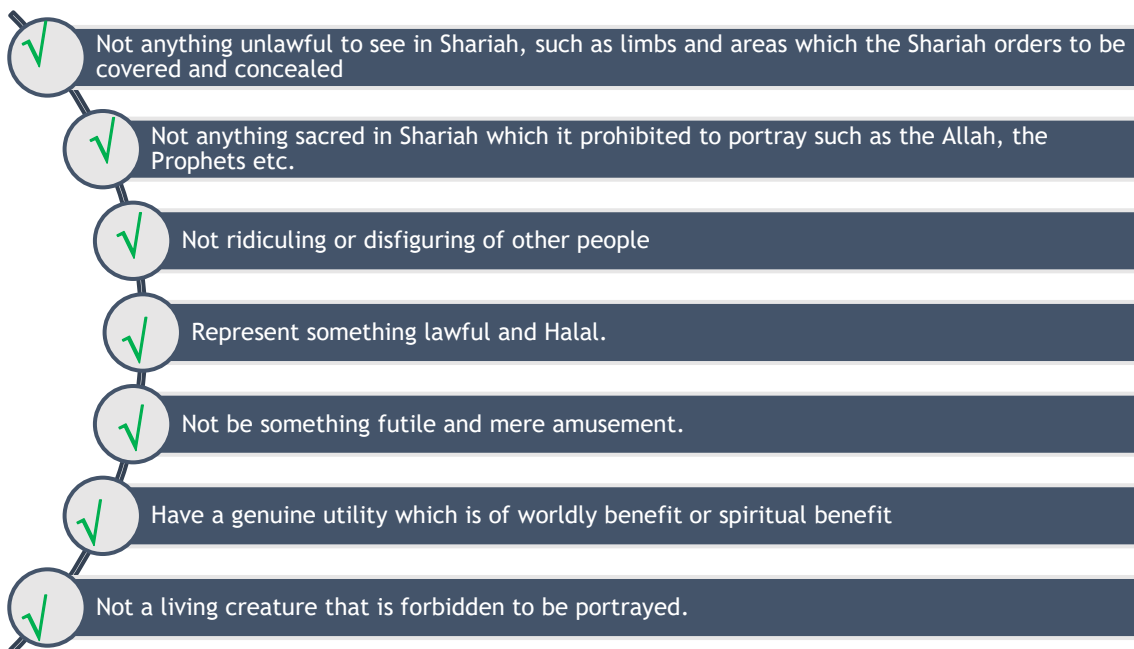 Not anything unlawful to see in Shariah, such as limbs and areas which the Shariah orders to be
covered and concealed
Not anything sacred in Shariah which it prohibited to portray such as the Allah, the
Prophets etc.
Not ridiculing or disfiguring of other people
Represent something lawful and Halal.
Not be something futile and mere amusement.
Have a genuine utility which is of worldly benefit or spiritual benefit
Not a living creature that is forbidden to be portrayed.